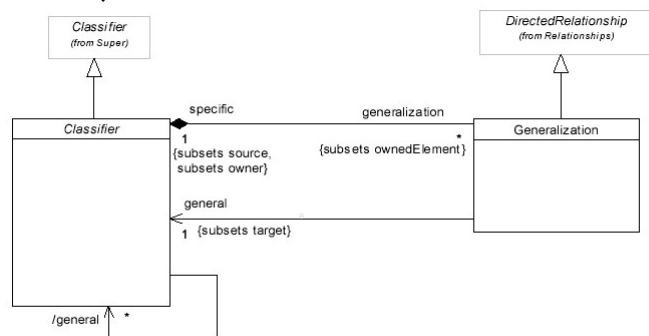 Classifier
(from Super)
DirectedRelationship
(from Relationships)
specific
generalization
Classifier
Generalization
1
*
{subsets source,
subsets owner}
{subsets ownedElement}
general
1
{subsets target}
/general
*